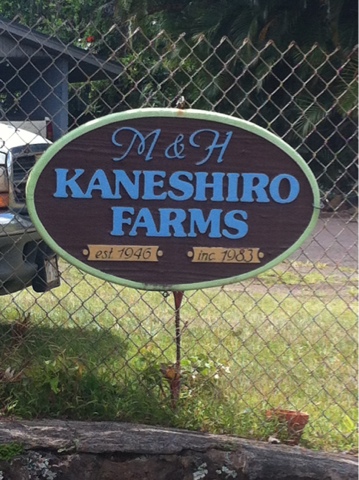 M & H
KANESHIRO
FARMS
est. 1946 inc 1983